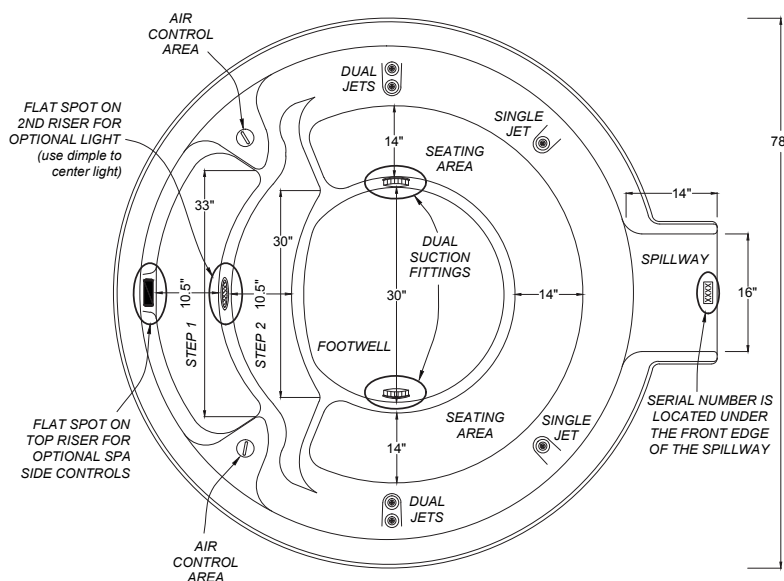 AIR
CONTROL
AREA
DUAL
JETS
FLAT SPOT ON
2ND RISER FOR
OPTIONAL LIGHT
(use dimple to
center light)
SINGLE
JET
14"
SEATING
AREA
78
14"
33"
30"
DUAL
SUCTION
FITTINGS
SPILLWAY
10.5"
10.5"
30"
14"
16"
XXXX
STEP 1
STEP 2
FOOTWELL
FLAT SPOT ON
TOP RISER FOR
OPTIONAL SPA
SIDE CONTROLS
SEATING
AREA
SINGLE
JET
SERIAL NUMBER IS
LOCATED UNDER
THE FRONT EDGE
OF THE SPILLWAY
14"
DUAL
JETS
AIR
CONTROL
AREA